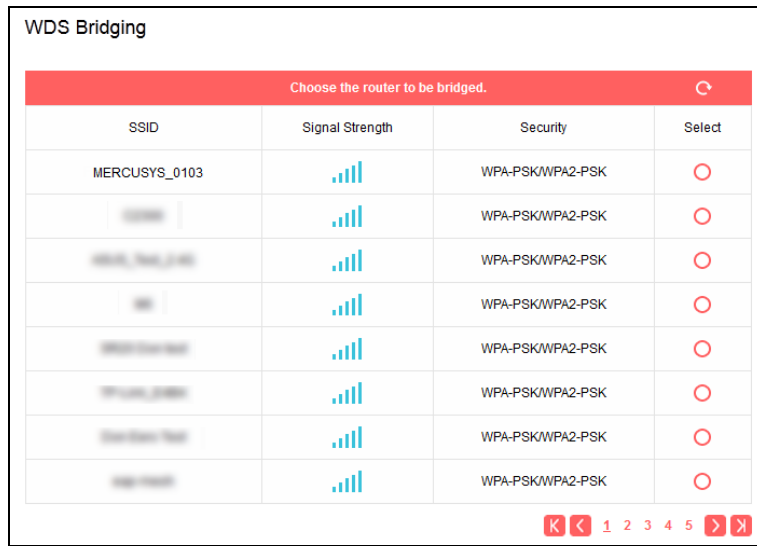 WDS Bridging
Choose the router to be bridged.
SSID Signal Strength Security Select
MERCUSYS_0103 WPA-PSK/WPA2-PSK
WPA-PSK/WPA2-PSK
WPA-PSK/WPA2-PSK
WPA-PSK/WPA2-PSK
WPA-PSK/WPA2-PSK
WPA-PSK/WPA2-PSK
WPA-PSK/WPA2-PSK
WPA-PSK/WPA2-PSK
1 2 3 4 5